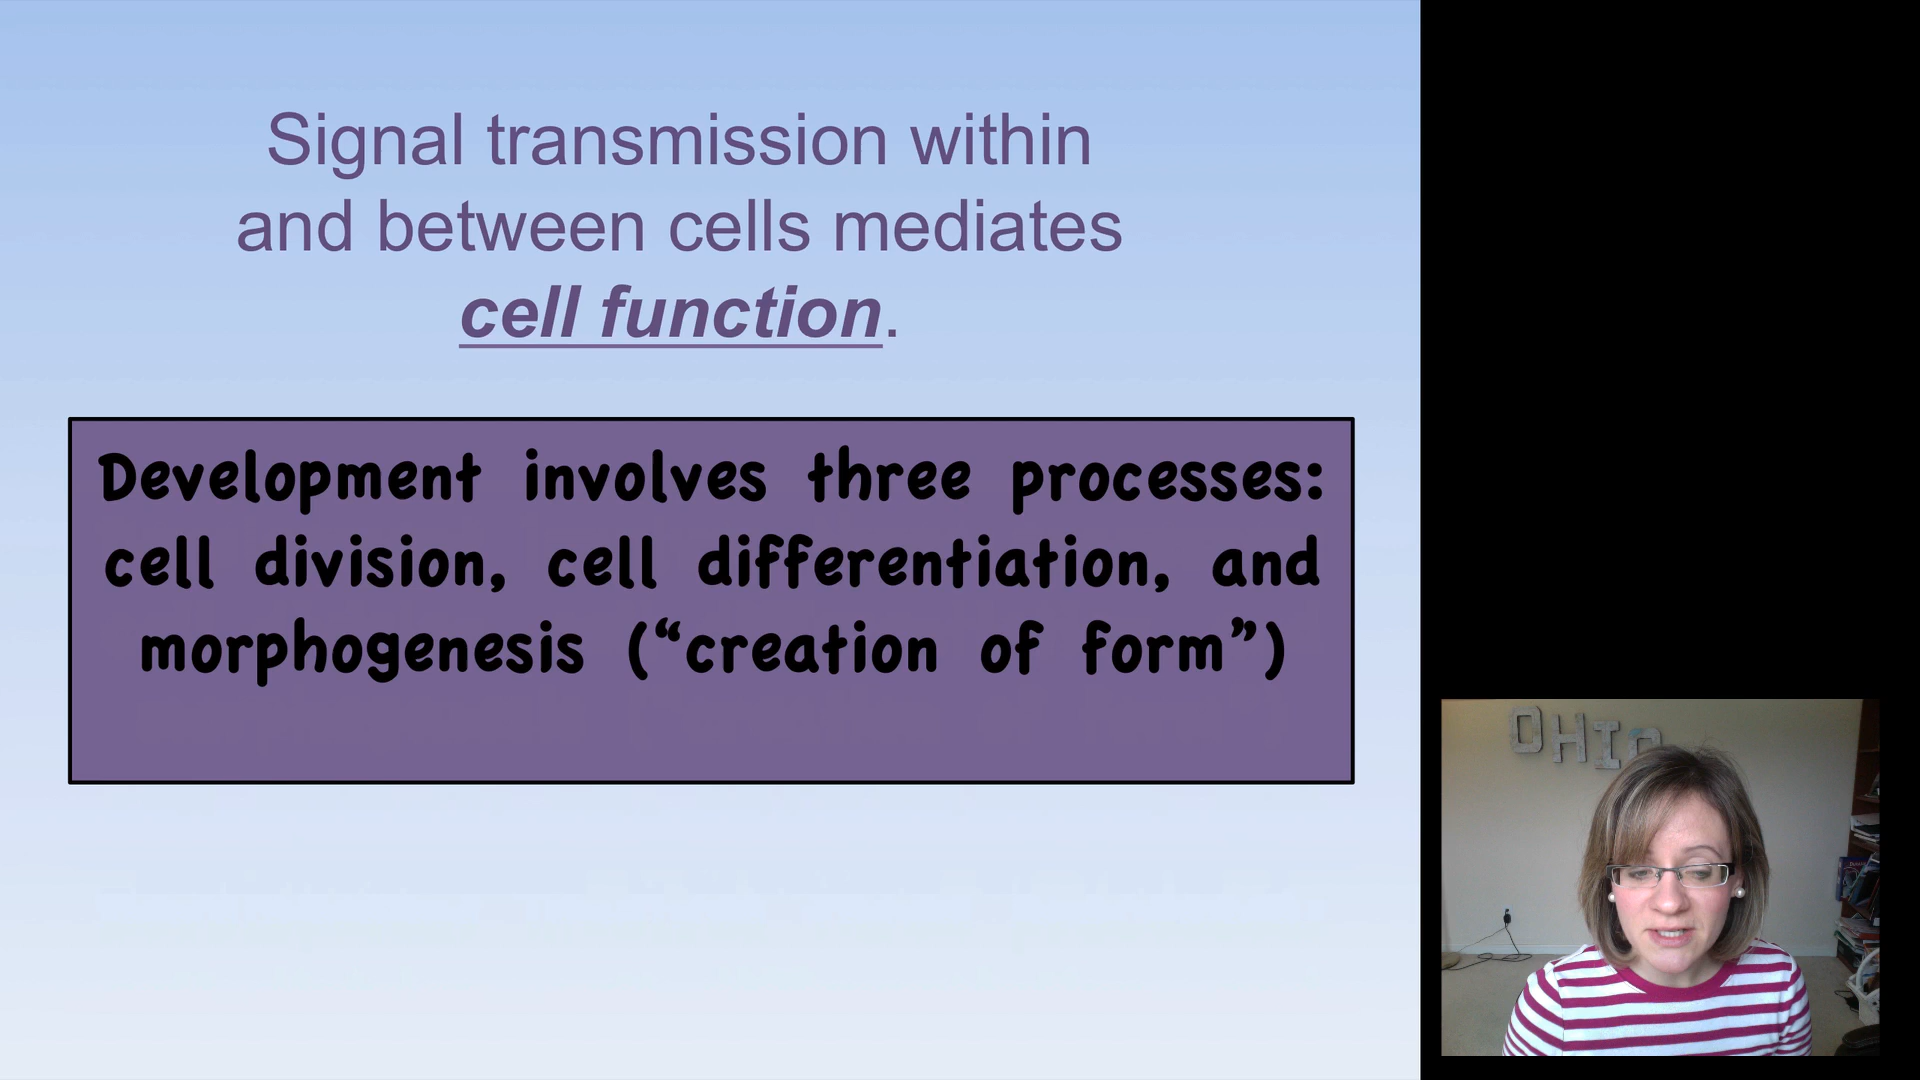 Signal transmission within
and between cells mediates
cell function.
Development involves three processes:
cell division, cell differentiation, and
morphogenesis (“creation of form”)
OHIO